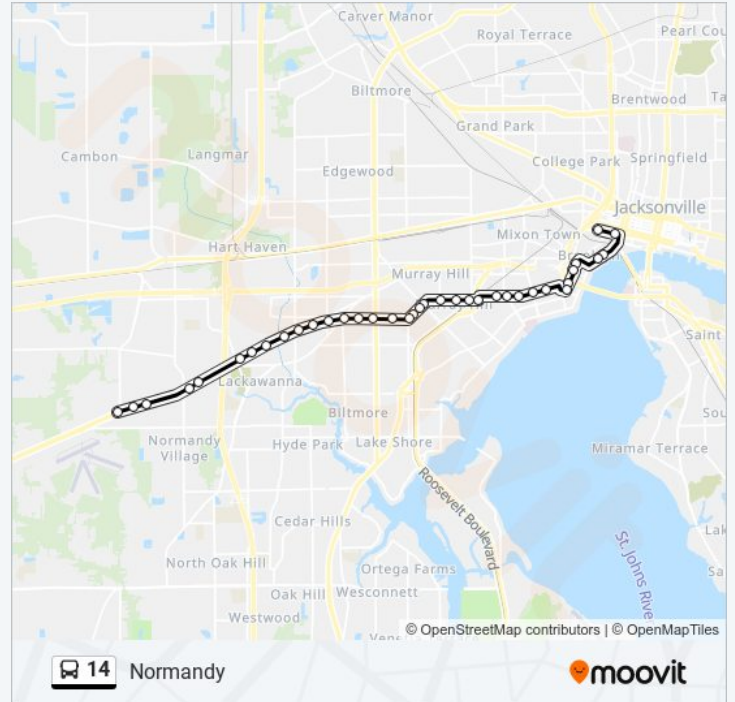 Carver Manor
Royal Terrace
Pearl Cou
Biltmore
Brentwood
Ta
Grand Park
Cambon
Langmar
College Park
Springfield
Edgewood
Jacksonville
Mixon Town
Hart Haven
Br
Murray Hill
Saint
Lackawanna
Biltmore
Sou
Normandy
Village
Hyde Park
Lake Shore
Miramar Terrace
Roosevelt Boulevard
Cedar Hills
St. Johns River
Lak
North Oak Hill
Ortega Farms
Sa
Oak Hill
Wesconnett
Westwood
© OpenStreetMap contributors | © OpenMapTiles
14 Normandy
moovit